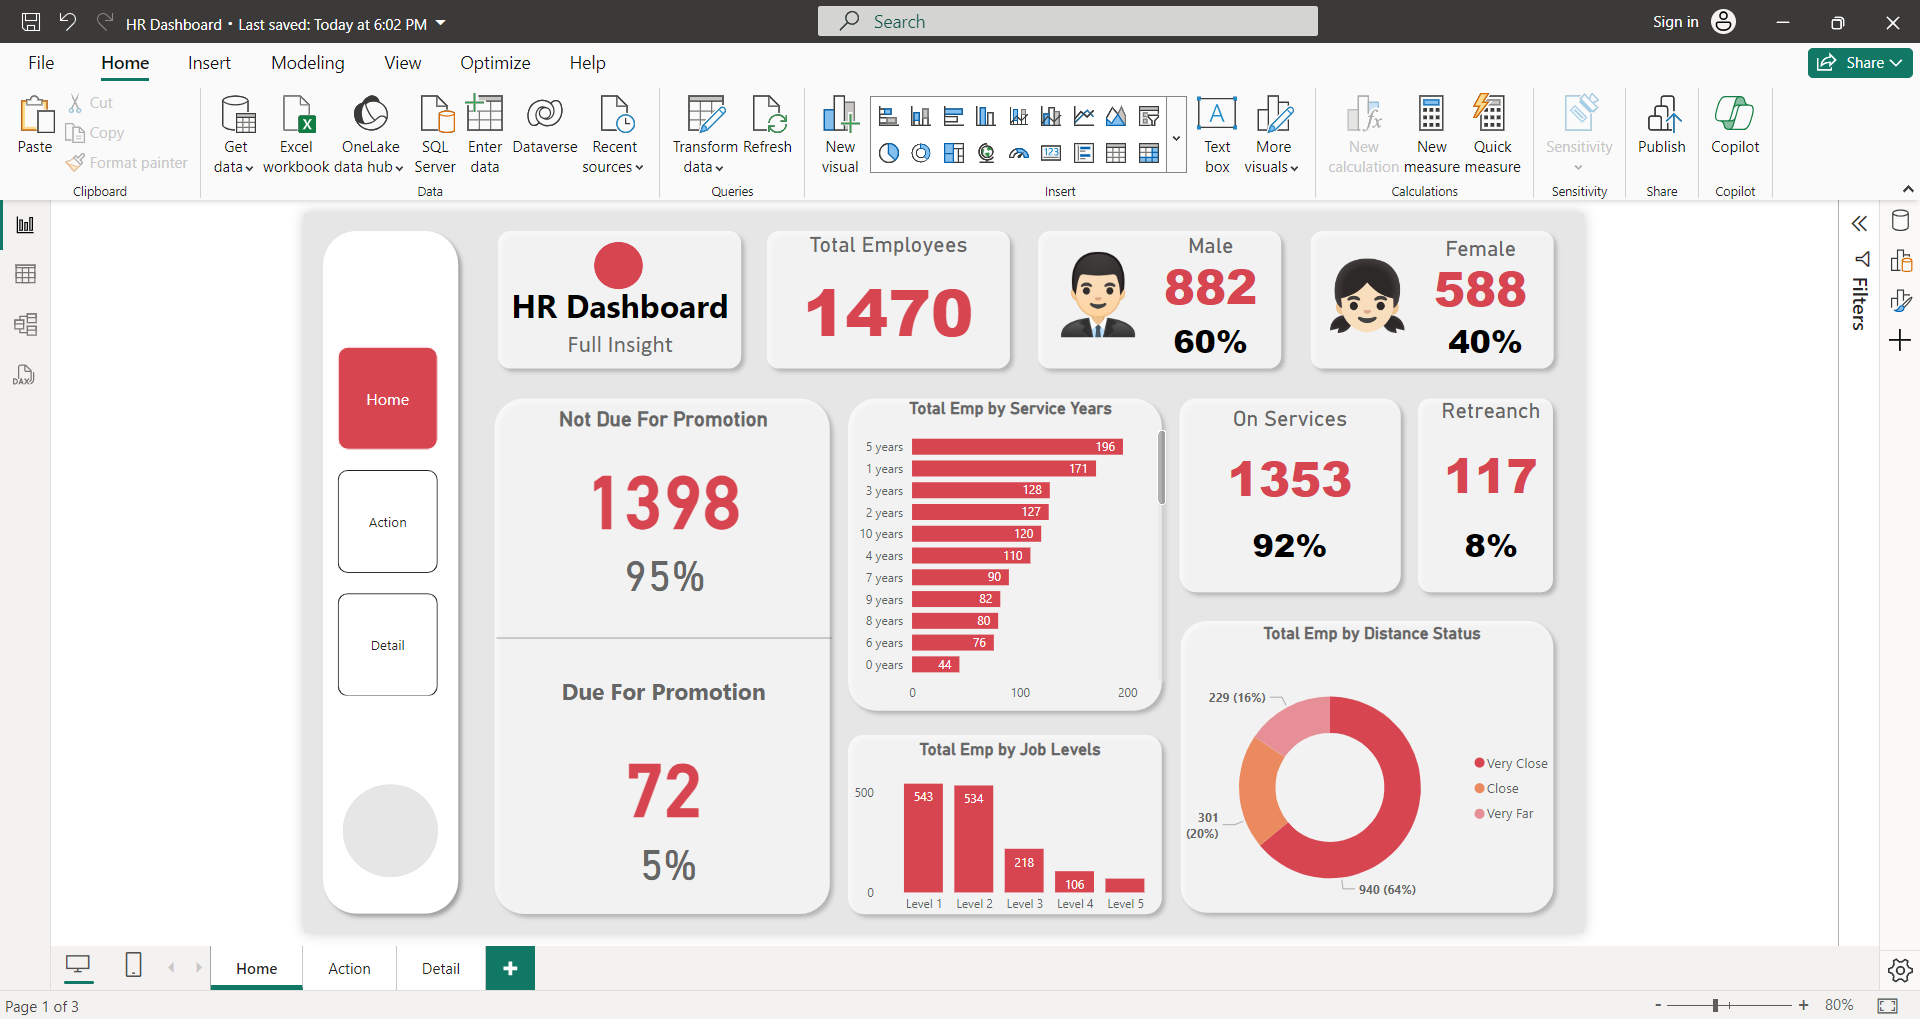 HR Dashboard • Last saved: Today at 6:02 PM
Search
Sign in
File
Home
Insert
Modeling
View
Optimize
Help
Share
Paste
Cut
Copy
Format painter
Clipboard
Get data
Excel workbook
OneLake data hub
SQL Server
Enter data
Dataverse
Recent sources
Data
Transform data
Refresh
Queries
New visual
Text box
More visuals
Insert
New calculation
New measure
Quick measure
Calculations
Sensitivity
Sensitivity
Publish
Share
Copilot
Copilot
DAX
Home
Action
Detail
HR Dashboard
Full Insight
Total Employees
1470
Male
882
60%
Female
588
40%
Filters
Not Due For Promotion
1398
95%
Due For Promotion
72
5%
Total Emp by Service Years
5 years 196
1 years 171
3 years 128
2 years 127
10 years 120
4 years 110
7 years 90
9 years 82
8 years 80
6 years 76
0 years 44
0 100 200
On Services
1353
92%
Retreanch
117
8%
Total Emp by Job Levels
500
0
543 534 218 106
Level 1 Level 2 Level 3 Level 4 Level 5
Total Emp by Distance Status
229 (16%)
301
(20%)
940 (64%)
Very Close
Close
Very Far
Home
Action
Detail
Page 1 of 3
- + 80%